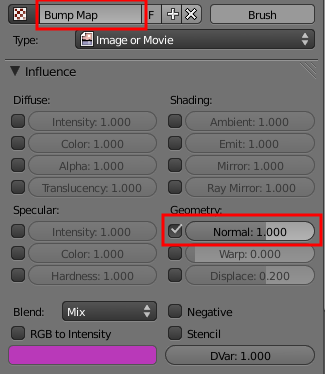 Bump Map F Brush
Type: Image or Movie
Influence
Diffuse: Shading:
Intensity: 1.000 Ambient: 1.000
Color: 1.000 Emit: 1.000
Alpha: 1.000 Mirror: 1.000
Translucency: 1.000 Ray Mirror: 1.000
Specular: Geometry:
Intensity: 1.000 Normal: 1.000
Color: 1.000 Warp: 0.000
Hardness: 1.000 Displace: 0.200
Blend: Mix Negative
RGB to Intensity Stencil
DVar: 1.000